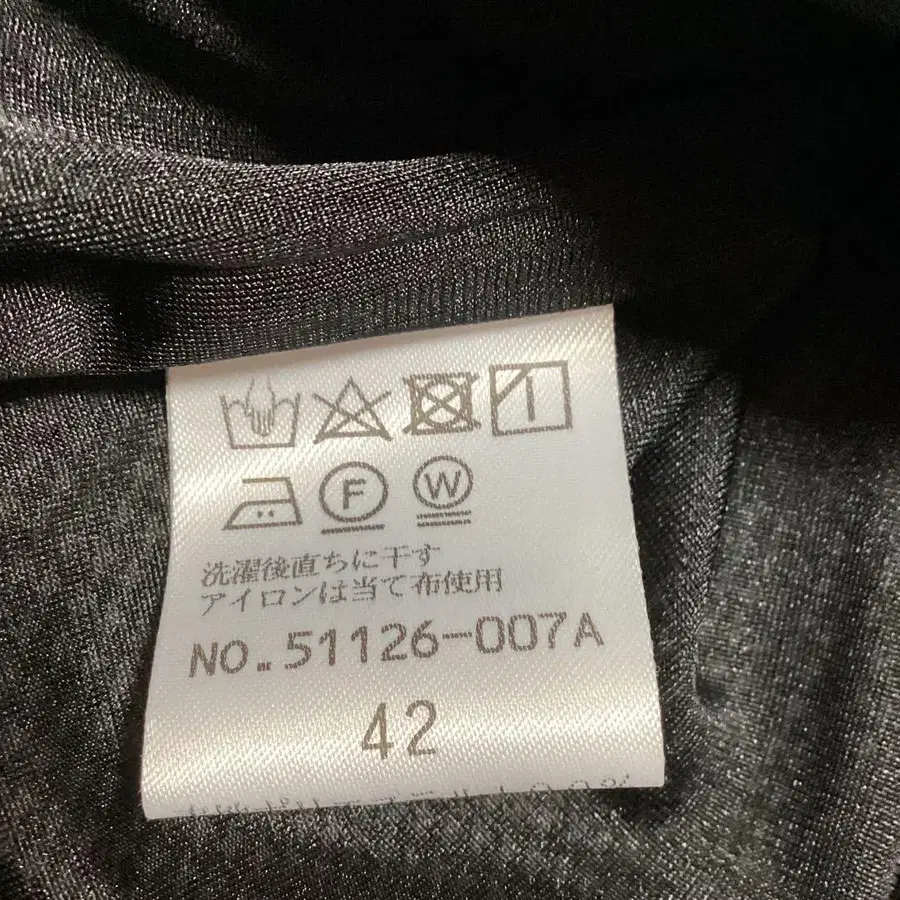 F W
洗濯後直ちに干す
アイロンは当て布使用
NO.51126-007A
42